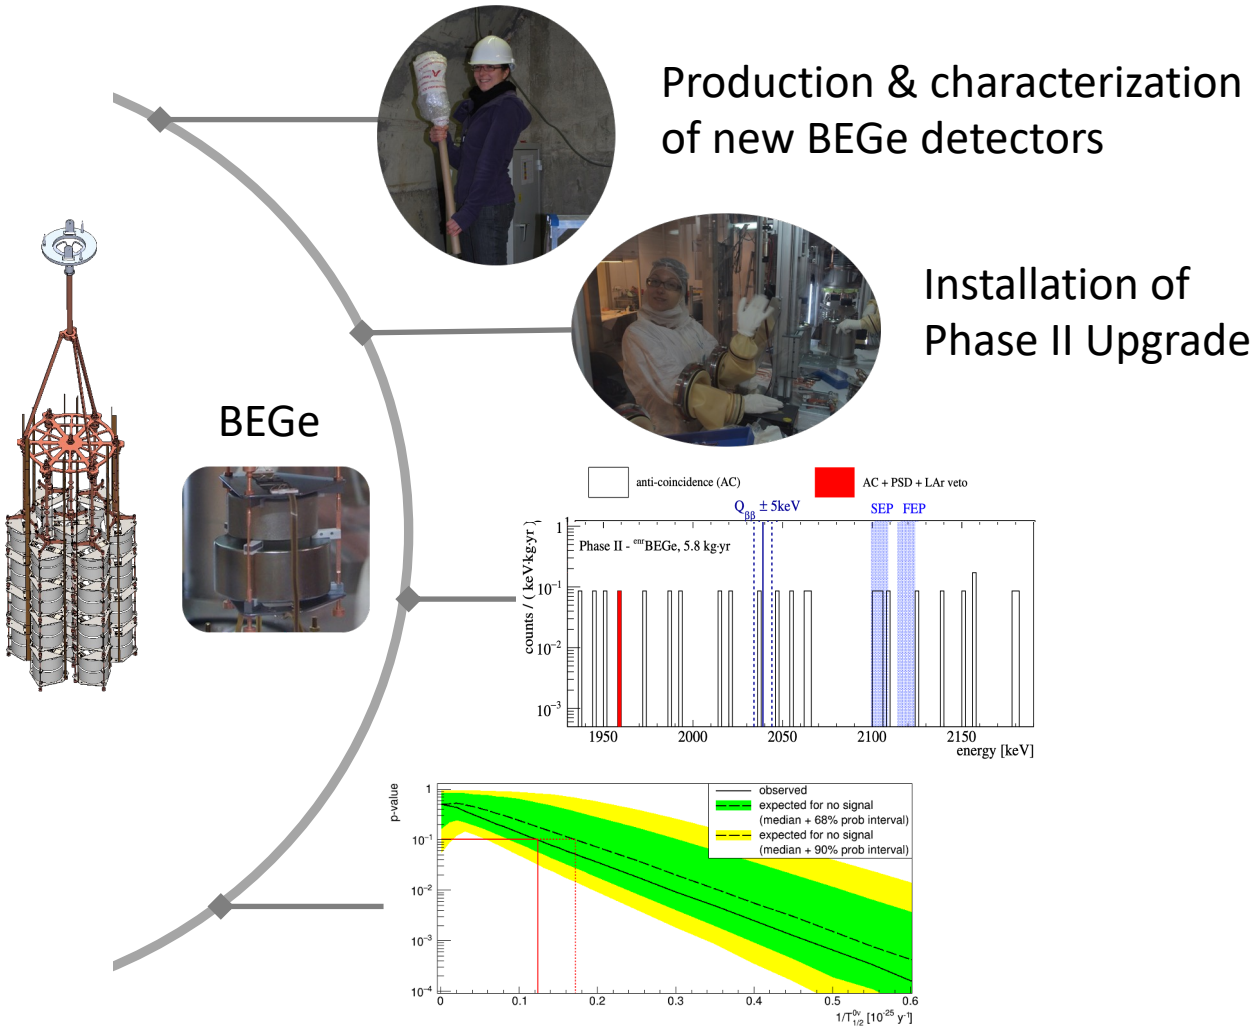 Production & characterization
of new BEGe detectors
Installation of
Phase II Upgrade
BEGe
anti-coincidence (AC)
AC + PSD + LAr veto
Qββ ± 5keV
SEP
FEP
Phase II - enrBEGe, 5.8 kg·yr
counts / ( keV·kg·yr )
1
10−1
10−2
10−3
1950
2000
2050
2100
2150
energy [keV]
p-value
observed
expected for no signal
(median + 68% prob interval)
expected for no signal
(median + 90% prob interval)
1
10−1
10−2
10−3
10−4
0
0.1
0.2
0.3
0.4
0.5
0.6
1/T0ν1/2 [10-25 y-1]